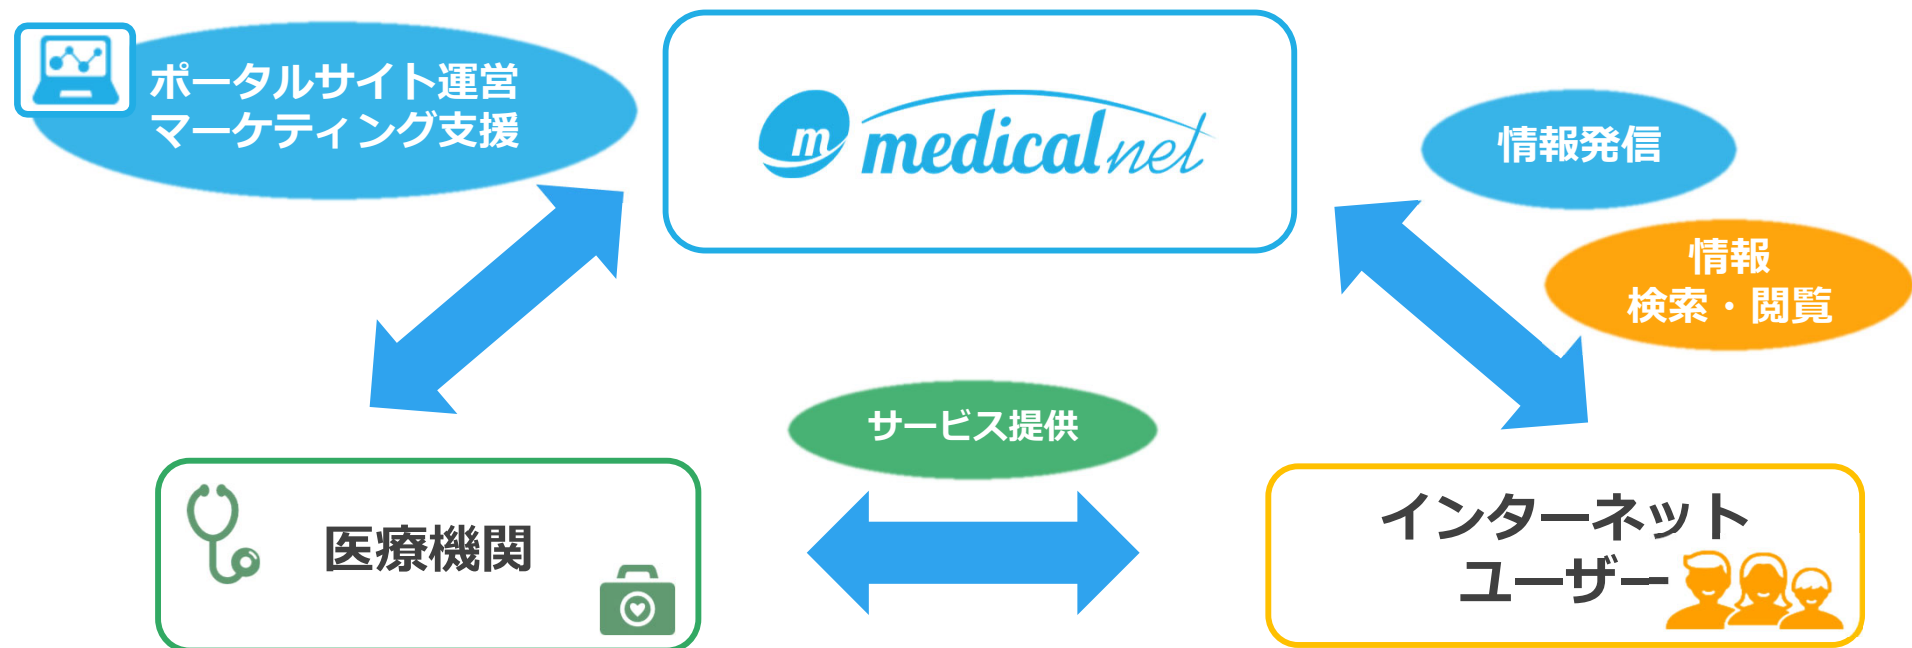 ポータルサイト運営
マーケティング支援
m
medicalnet
情報発信
情報
検索・閲覧
サービス提供
医療機関
インターネット
ユーザー